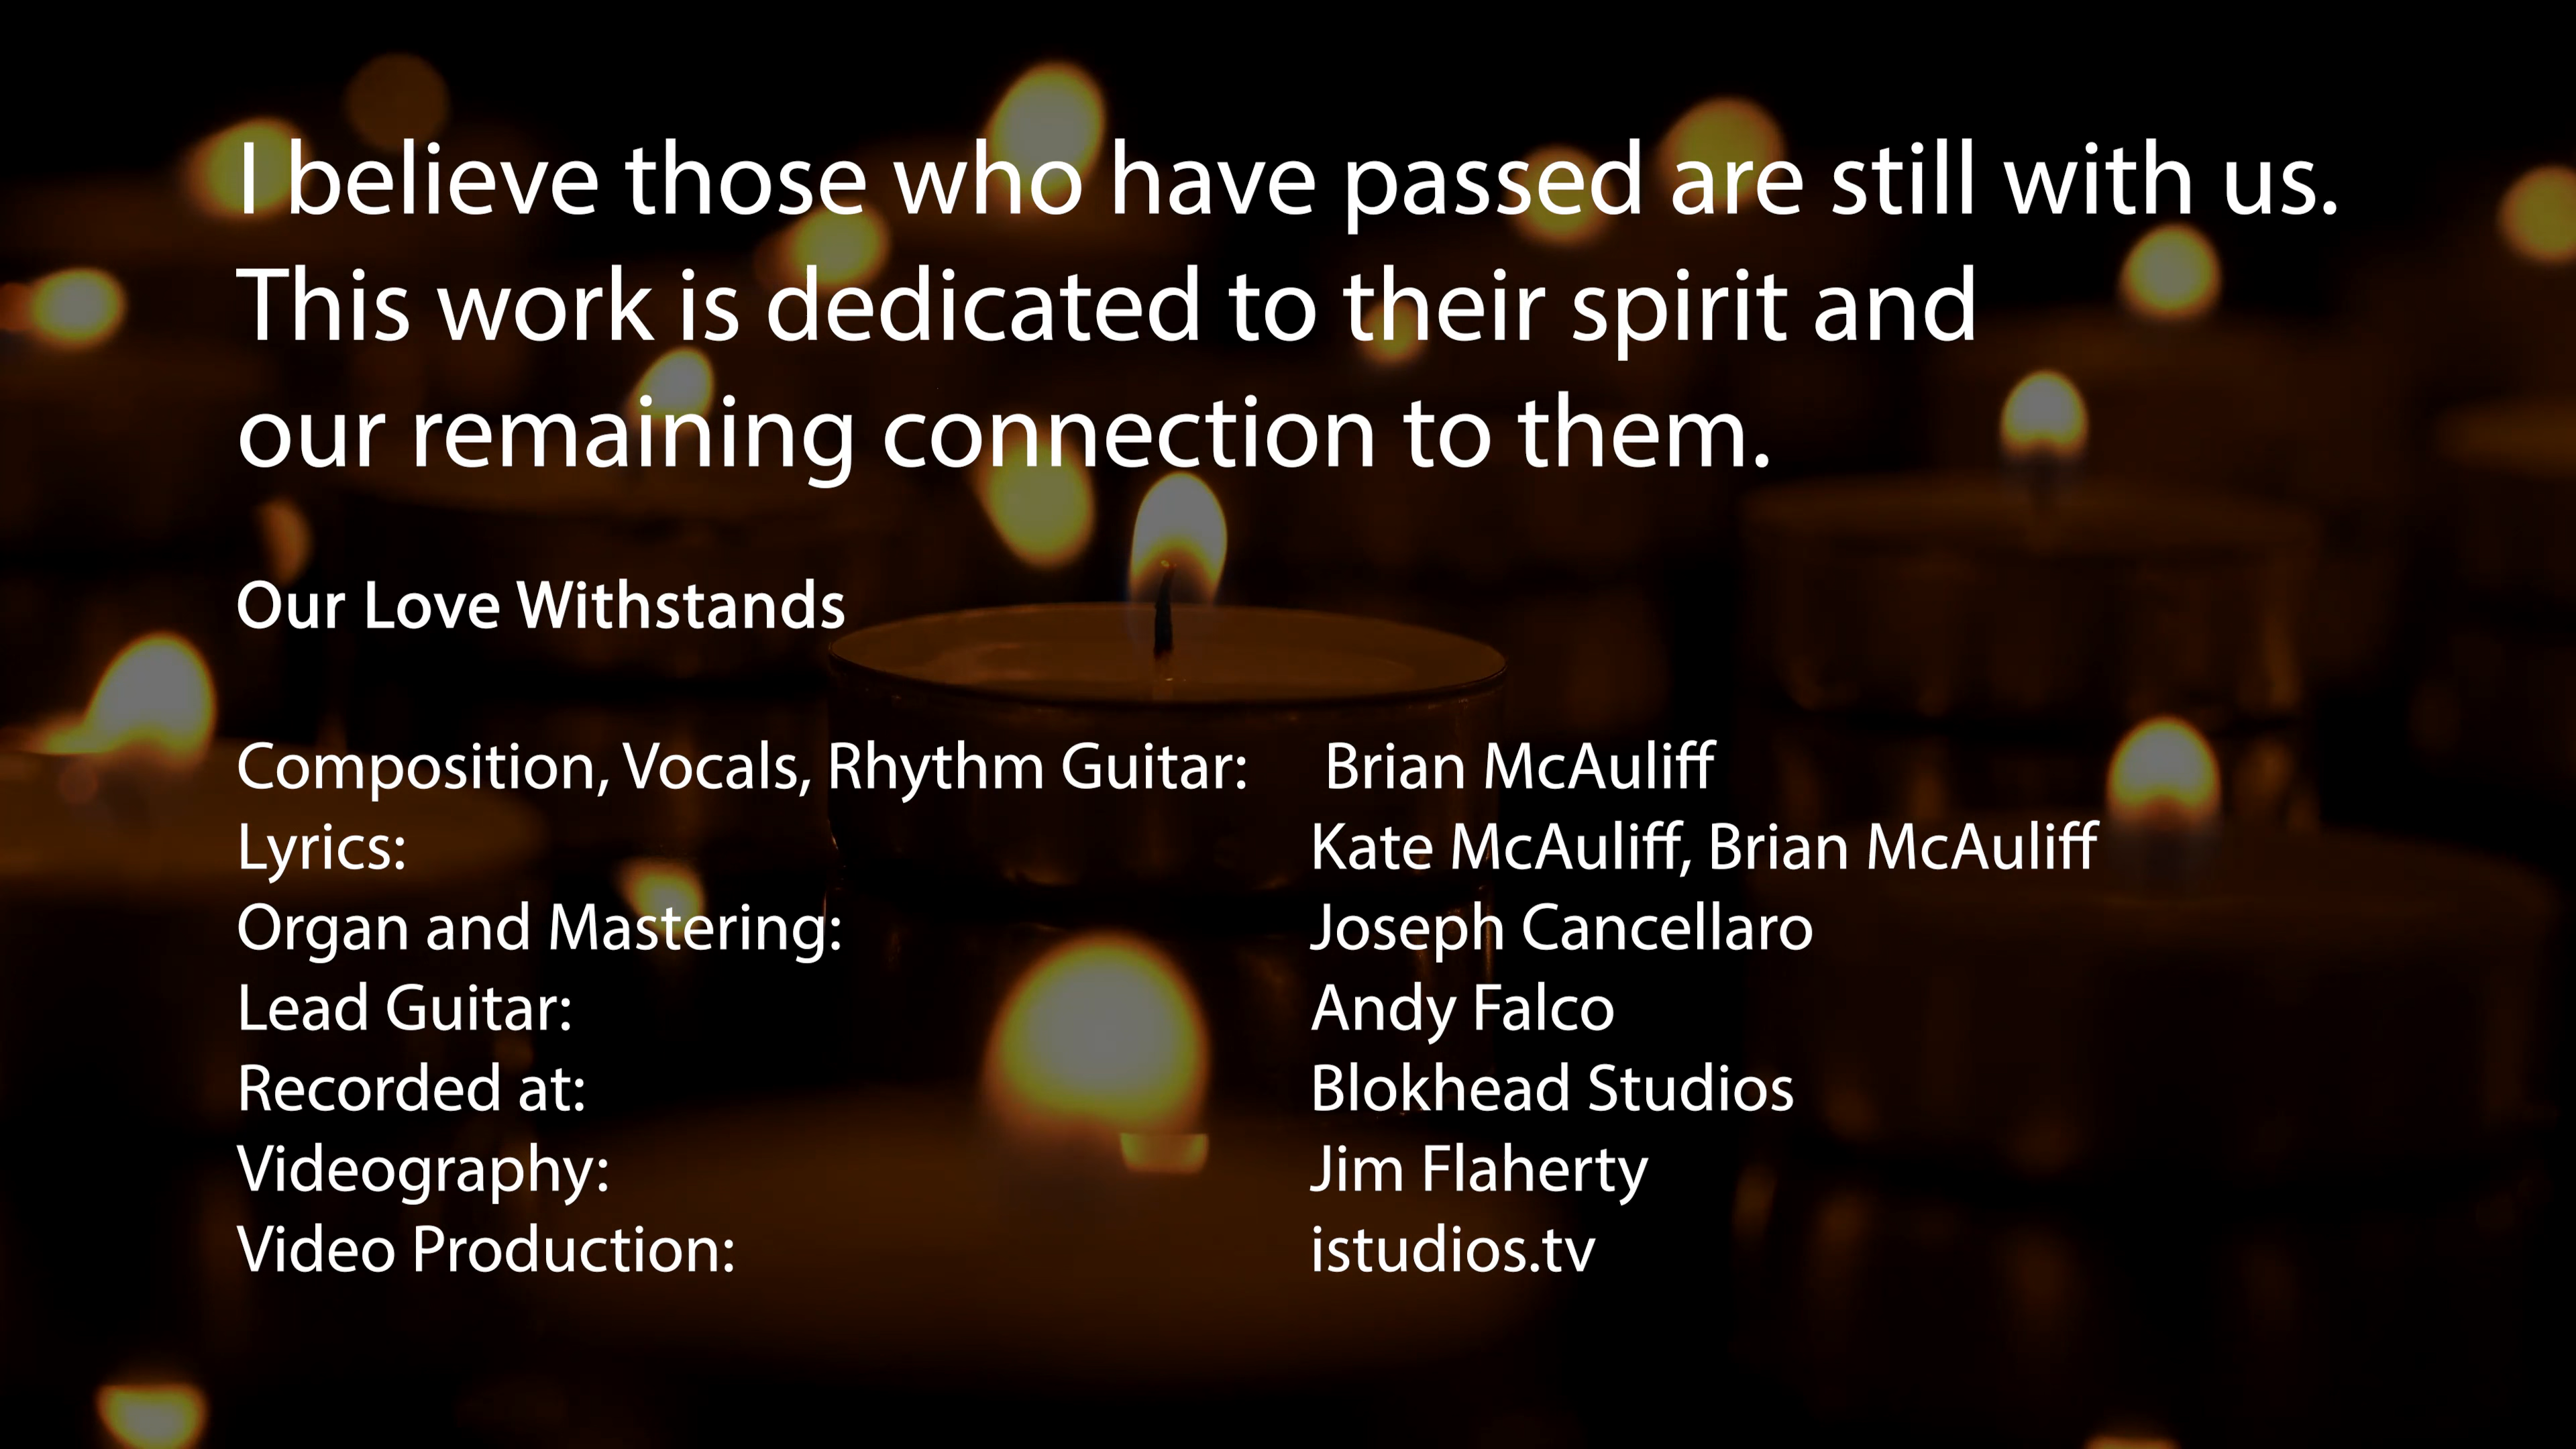 I believe those who have passed are still with us.
This work is dedicated to their spirit and
our remaining connection to them.
Our Love Withstands
Composition, Vocals, Rhythm Guitar: Brian McAuliff
Lyrics: Kate McAuliff, Brian McAuliff
Organ and Mastering: Joseph Cancellaro
Lead Guitar: Andy Falco
Recorded at: Blokhead Studios
Videography: Jim Flaherty
Video Production: istudios.tv